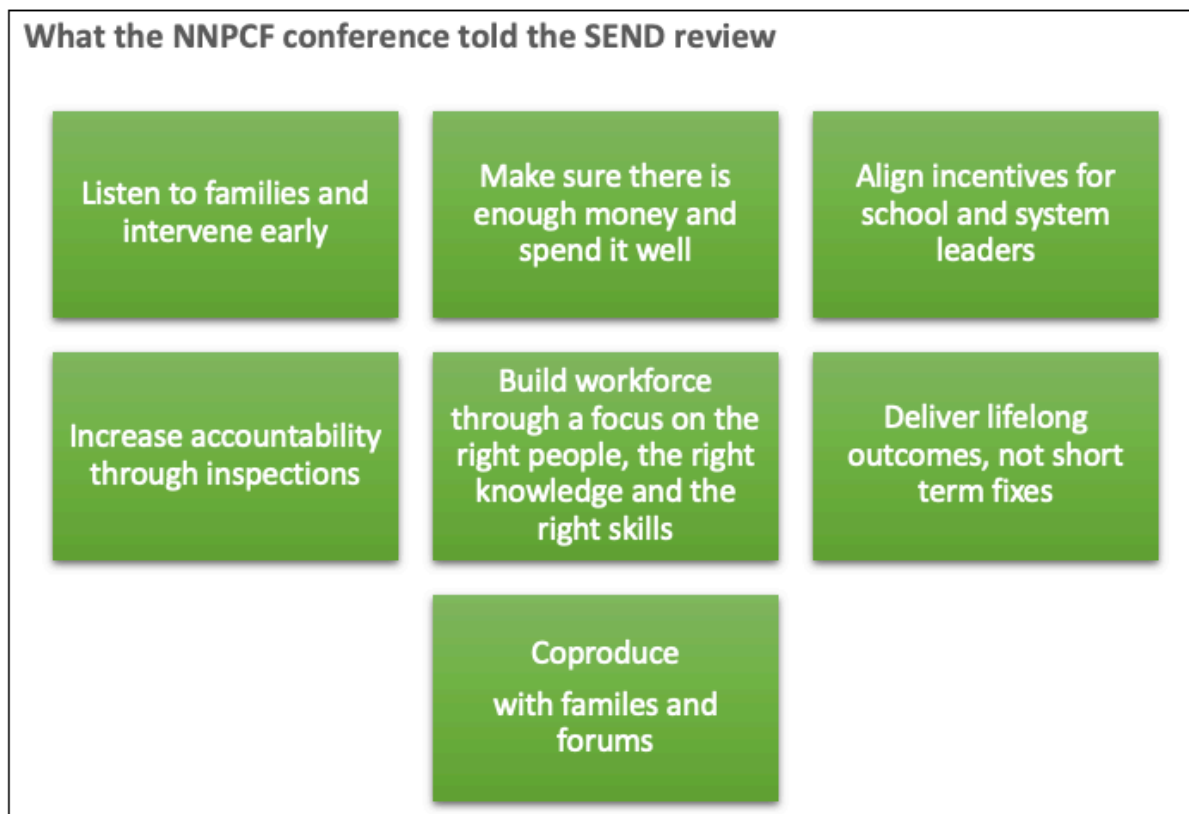 What the NNPCF conference told the SEND review
Listen to families and
intervene early
Make sure there is
enough money and
spend it well
Align incentives for
school and system
leaders
Increase accountability
through inspections
Build workforce
through a focus on the
right people, the right
knowledge and the
right skills
Deliver lifelong
outcomes, not short
term fixes
Coproduce
with familes and
forums